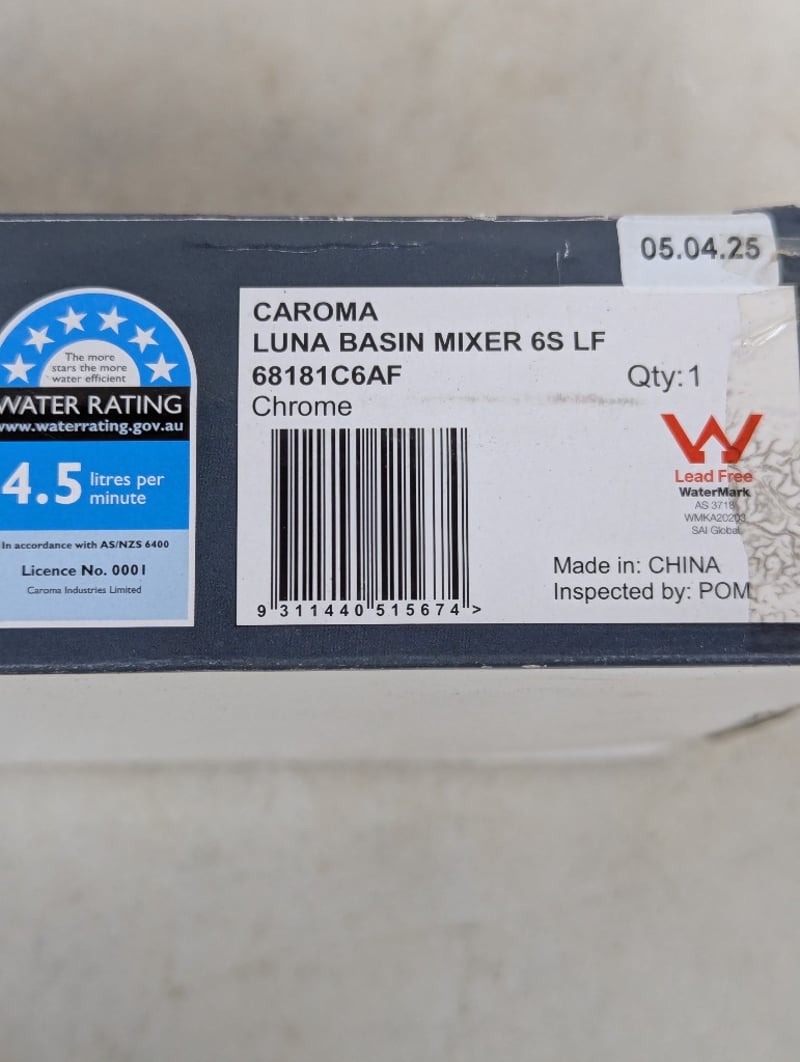 05.04.25
CAROMA
LUNA BASIN MIXER 6S LF
68181C6AF
Qty:1
Chrome
The more
stars the more
water efficient
WATER RATING
www.waterrating.gov.au
4.5 litres per
minute
In accordance with AS/NZS 6400
Licence No. 0001
Caroma Industries Limited
Lead Free
WaterMark
AS 3718
WMKA20203
SAI Global
Made in: CHINA
Inspected by: POM
9 311440 515674 >